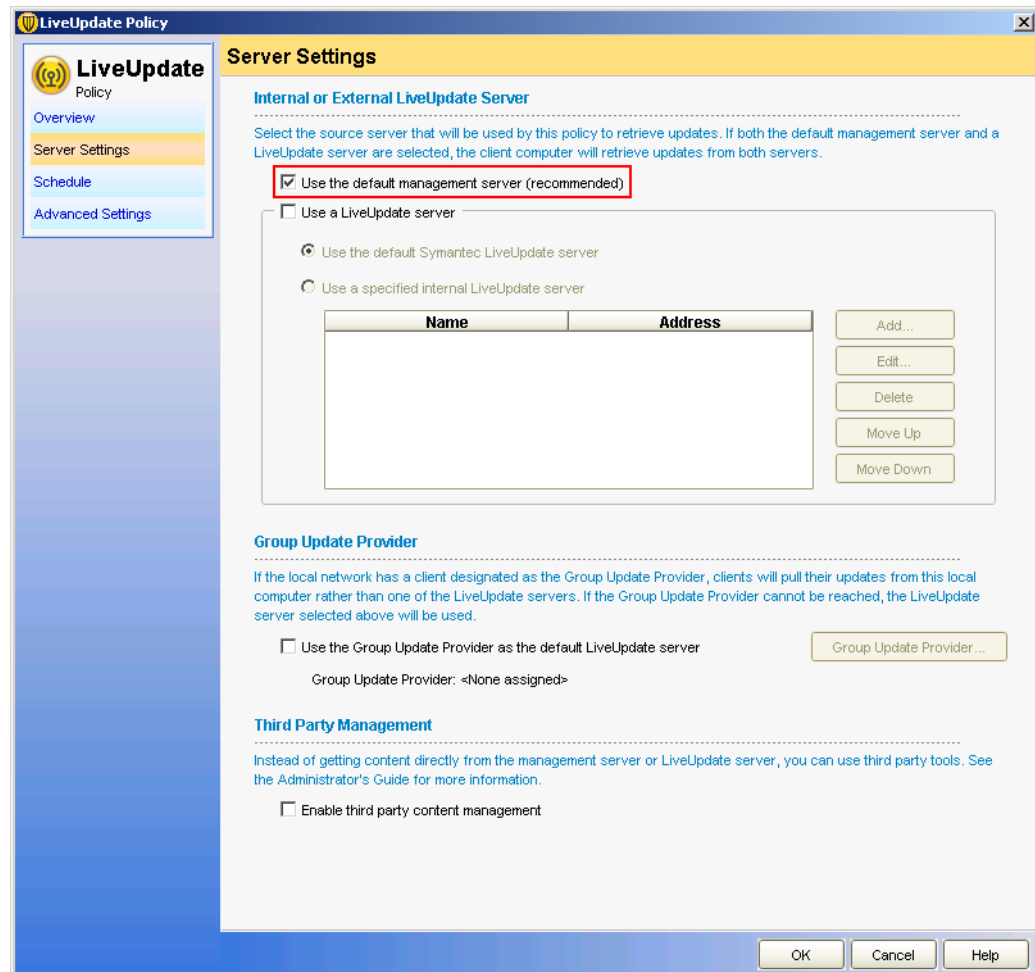 LiveUpdate Policy
LiveUpdate
Policy
Overview
Server Settings
Schedule
Advanced Settings
Server Settings
Internal or External LiveUpdate Server
Select the source server that will be used by this policy to retrieve updates. If both the default management server and a
LiveUpdate server are selected, the client computer will retrieve updates from both servers.
Use the default management server (recommended)
Use a LiveUpdate server
Use the default Symantec LiveUpdate server
Use a specified internal LiveUpdate server
Name Address
Add...
Edit...
Delete
Move Up
Move Down
Group Update Provider
If the local network has a client designated as the Group Update Provider, clients will pull their updates from this local
computer rather than one of the LiveUpdate servers. If the Group Update Provider cannot be reached, the LiveUpdate
server selected above will be used.
Use the Group Update Provider as the default LiveUpdate server
Group Update Provider...
Group Update Provider: <None assigned>
Third Party Management
Instead of getting content directly from the management server or LiveUpdate server, you can use third party tools. See
the Administrator's Guide for more information.
Enable third party content management
OK Cancel Help